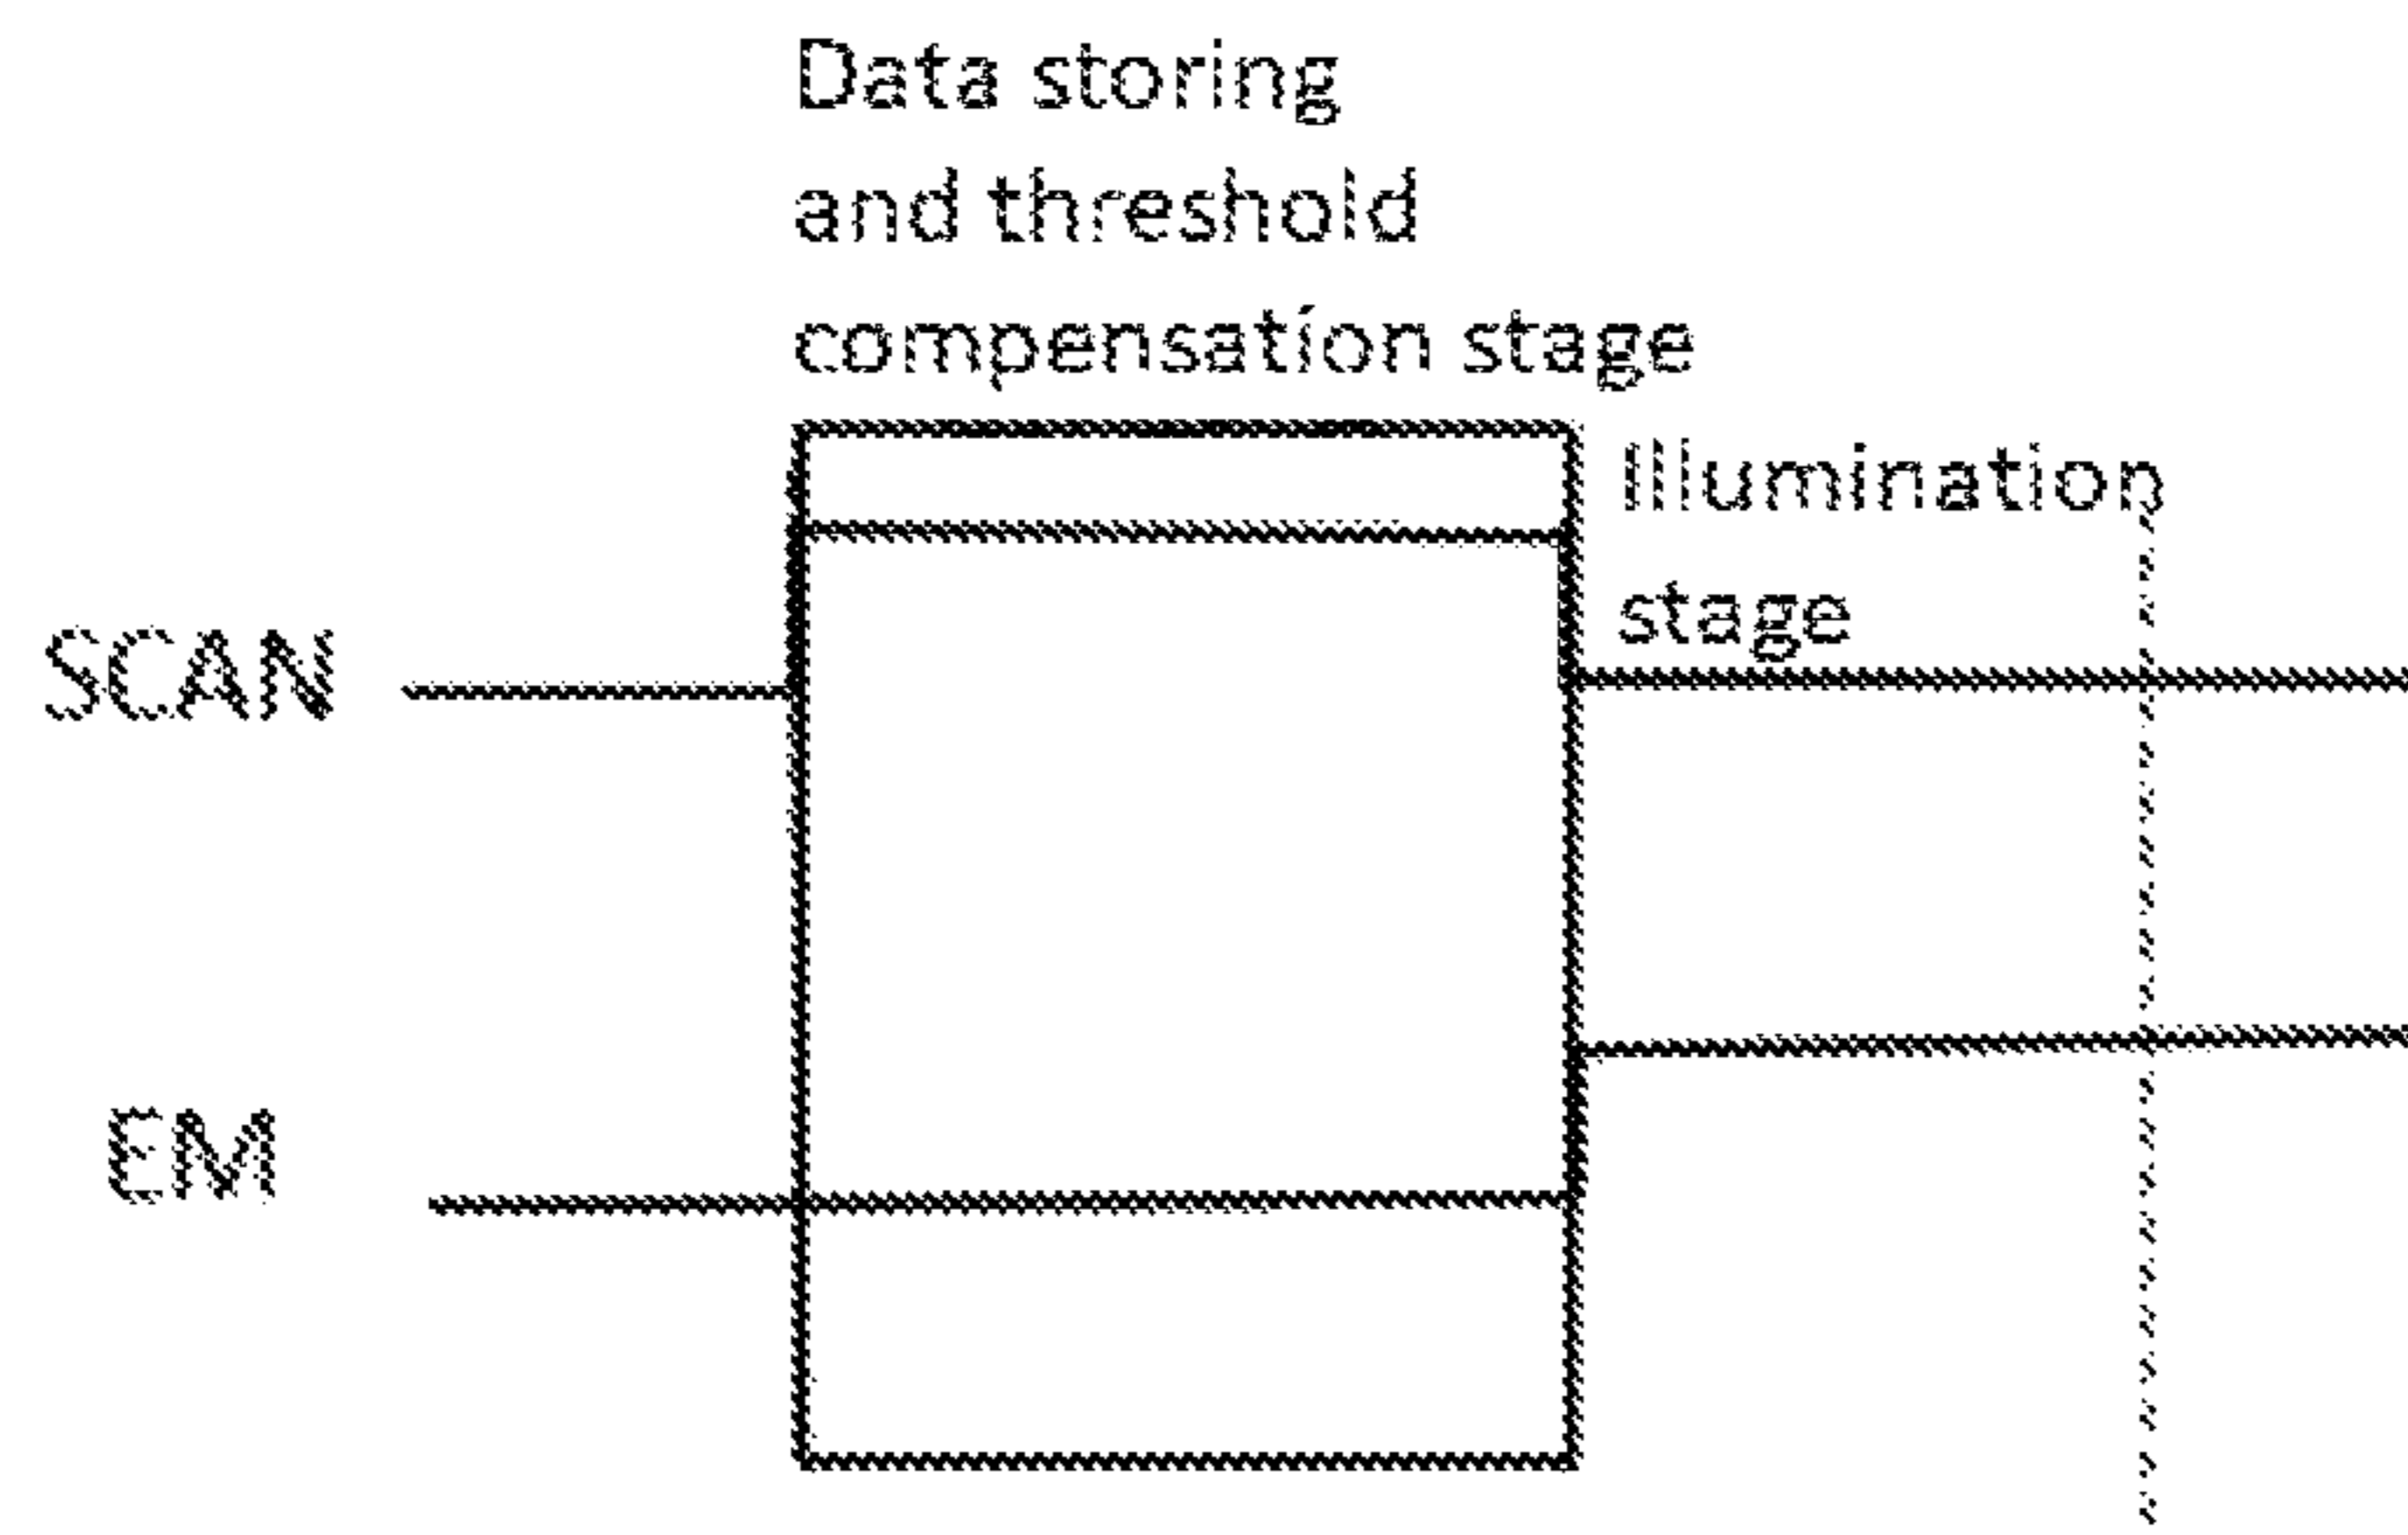 Data storing
and threshold
compensation stage
Illumination
stage
SCAN
EM